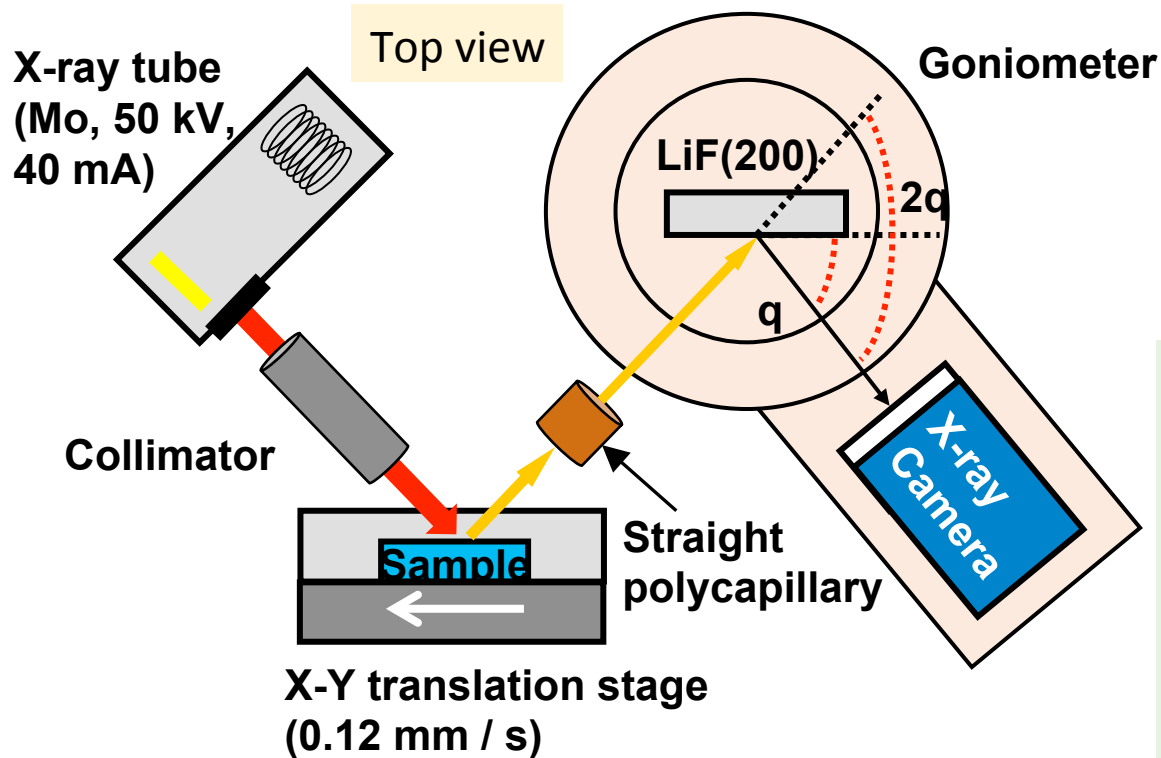 Top view
X-ray tube
(Mo, 50 kV,
40 mA)
Goniometer
LiF(200)
2q
q
Collimator
X-ray
Camera
Sample
Straight
polycapillary
X-Y translation stage
(0.12 mm / s)